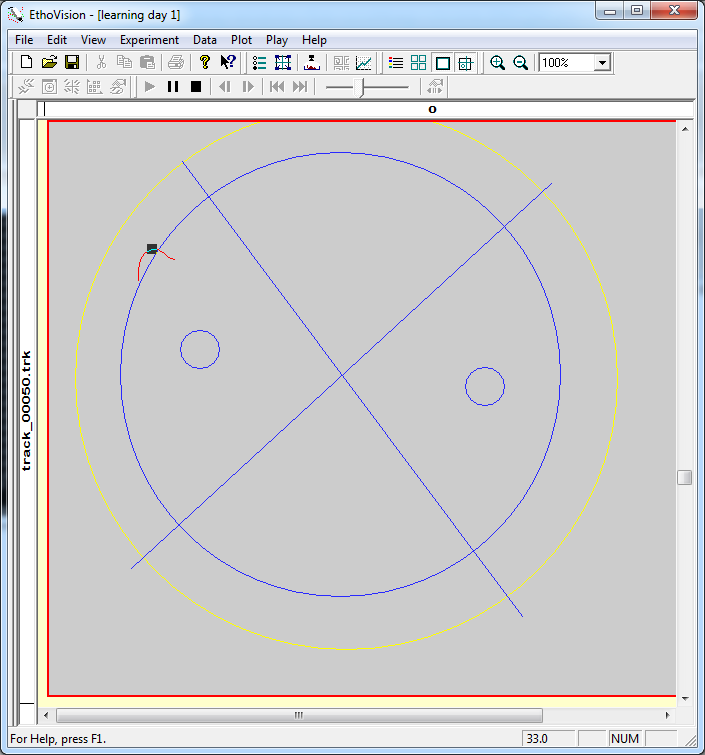 EthoVision - [learning day 1]
File Edit View Experiment Data Plot Play Help
100%
0
track_00050.trk
For Help, press F1.
33.0
NUM